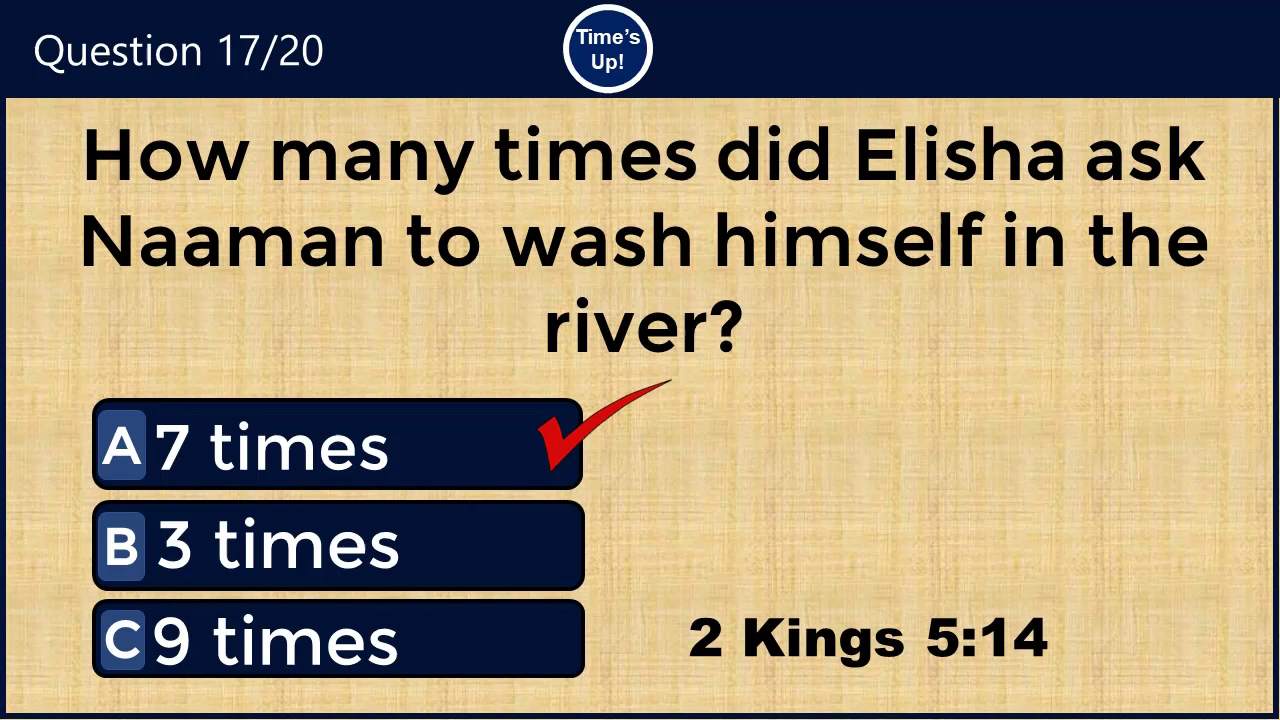 Question 17/20
Time's
Up!
How many times did Elisha ask
Naaman to wash himself in the
river?
A 7 times
B 3 times
C 9 times
2 Kings 5:14